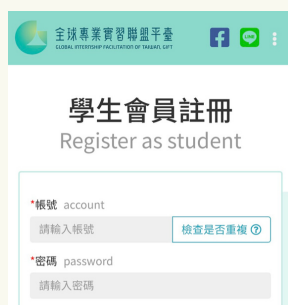 全球專業實習聯盟平臺
GLOBAL INTERNSHIP FACILITATION OF TAIWAN, GIFT
LINE
學生會員註冊
Register as student
*帳號 account
請輸入帳號 檢查是否重複 ?
*密碼 password
請輸入密碼